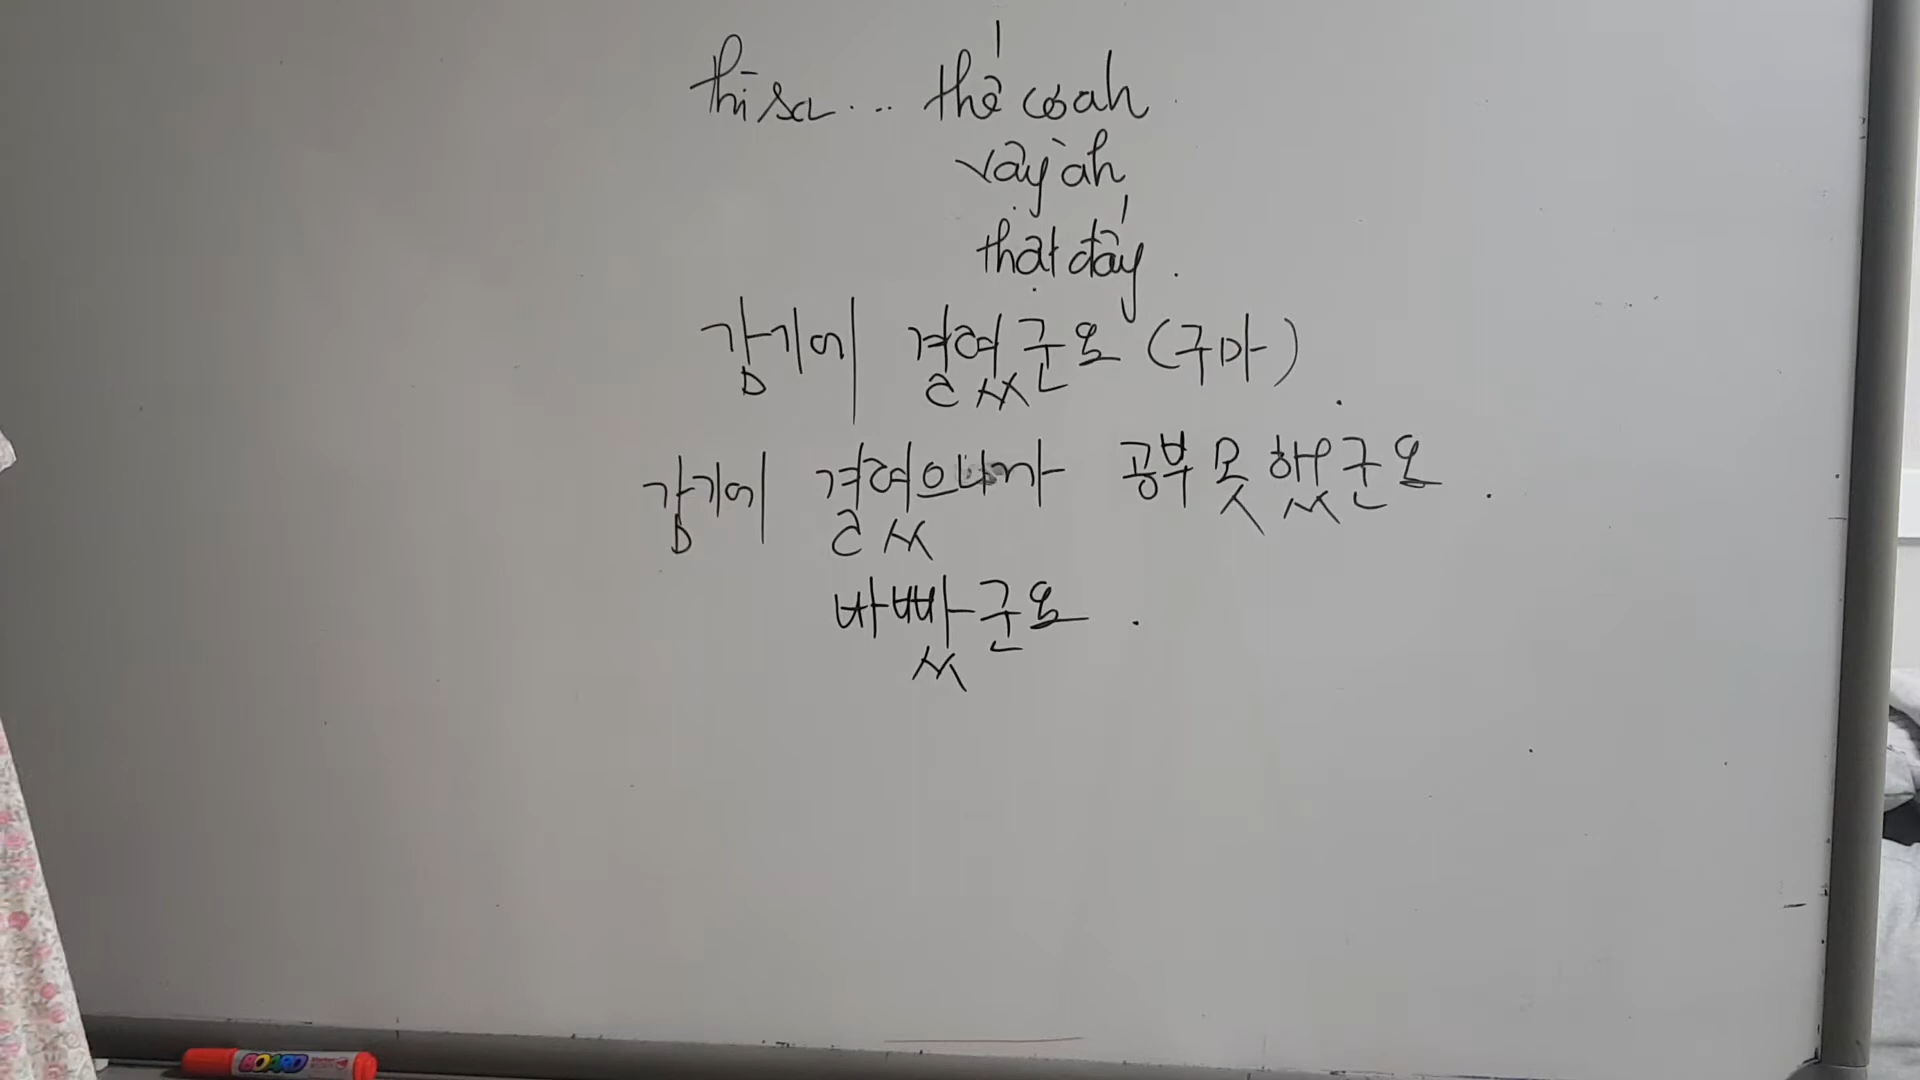 thì ra... thế cơ ah
vậy àh
thật đấy.
감기에 걸렸군요 (구나).
감기에 걸렸으니까 공부 못 했군요.
바빴군요.
BOARD